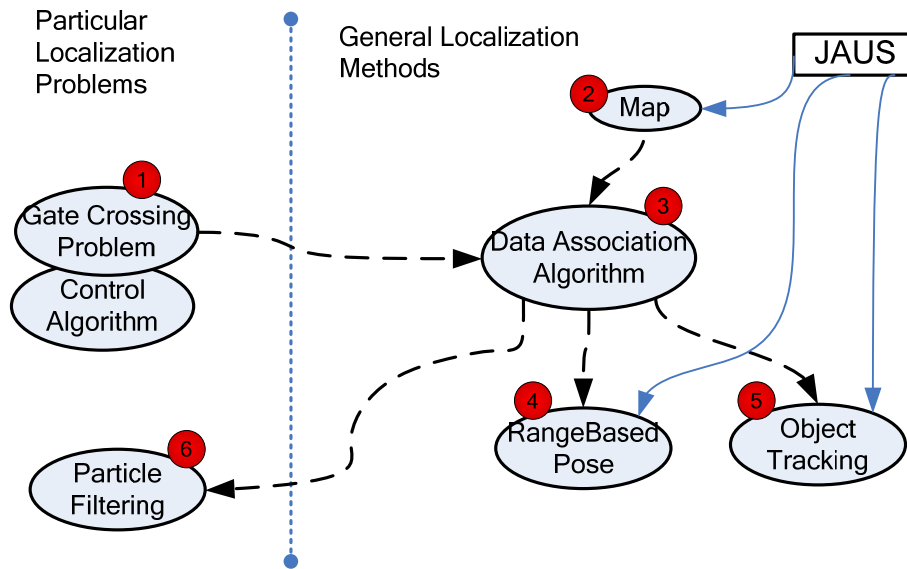 Particular
Localization
Problems
General Localization
Methods
JAUS
2
Map
1
Gate Crossing
Problem
Control
Algorithm
3
Data Association
Algorithm
4
RangeBased
Pose
5
Object
Tracking
6
Particle
Filtering